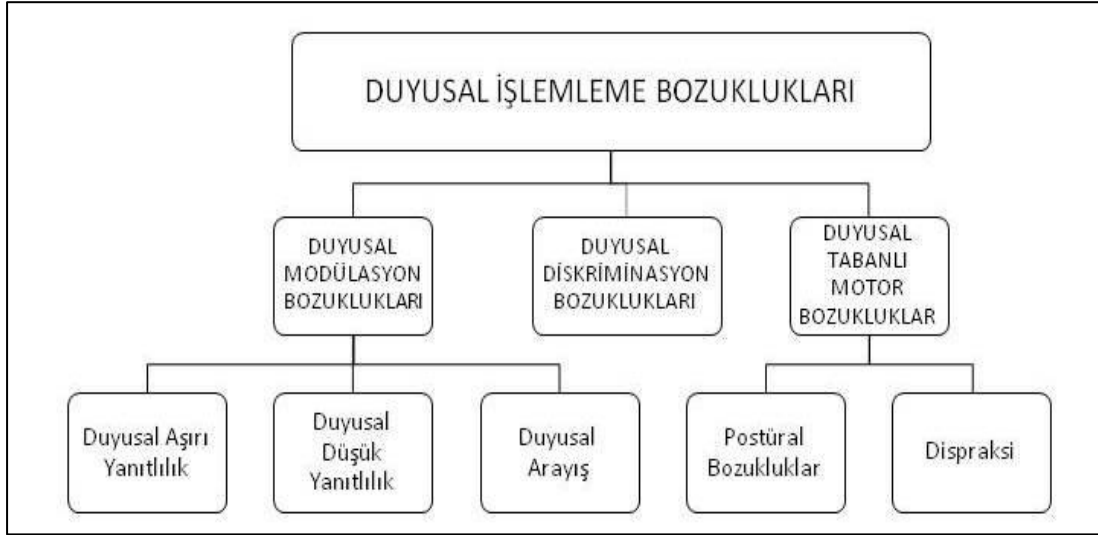 DUYUSAL İŞLEMLEME BOZUKLUKLARI
DUYUSAL
MODÜLASYON
BOZUKLUKLARI
DUYUSAL
DİSKRİMİNASYON
BOZUKLUKLARI
DUYUSAL
TABANLI
MOTOR
BOZUKLUKLAR
Duyusal Aşırı
Yanıtlılık
Duyusal
Düşük
Yanıtlılık
Duyusal
Arayış
Postüral
Bozukluklar
Dispraksi